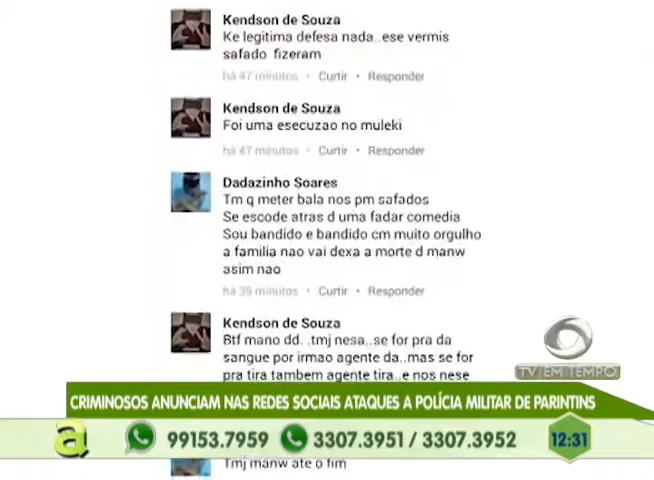 Kendson de Souza
Ke legitima defesa nada..ese vermis
safado fizeram
há 47 minutos · Curtir · Responder
Kendson de Souza
Foi uma esecuzao no muleki
há 47 minutos · Curtir · Responder
Dadazinho Soares
Tm q meter bala nos pm safados
Se escode atras d uma fadar comedia
Sou bandido e bandido cm muito orgulho
a familia nao vai dexa a morte d manw
asim nao
há 39 minutos · Curtir · Responder
Kendson de Souza
Btf mano dd. .tmj nesa..se for pra da
sangue por irmao agente da..mas se for
pra tira tambem agente tira..e nos nese
TV EM TEMPO
CRIMINOSOS ANUNCIAM NAS REDES SOCIAIS ATAQUES A POLÍCIA MILITAR DE PARINTINS
a 99153.7959 3307.3951 / 3307.3952 12:31
Tmj manw ate o fim